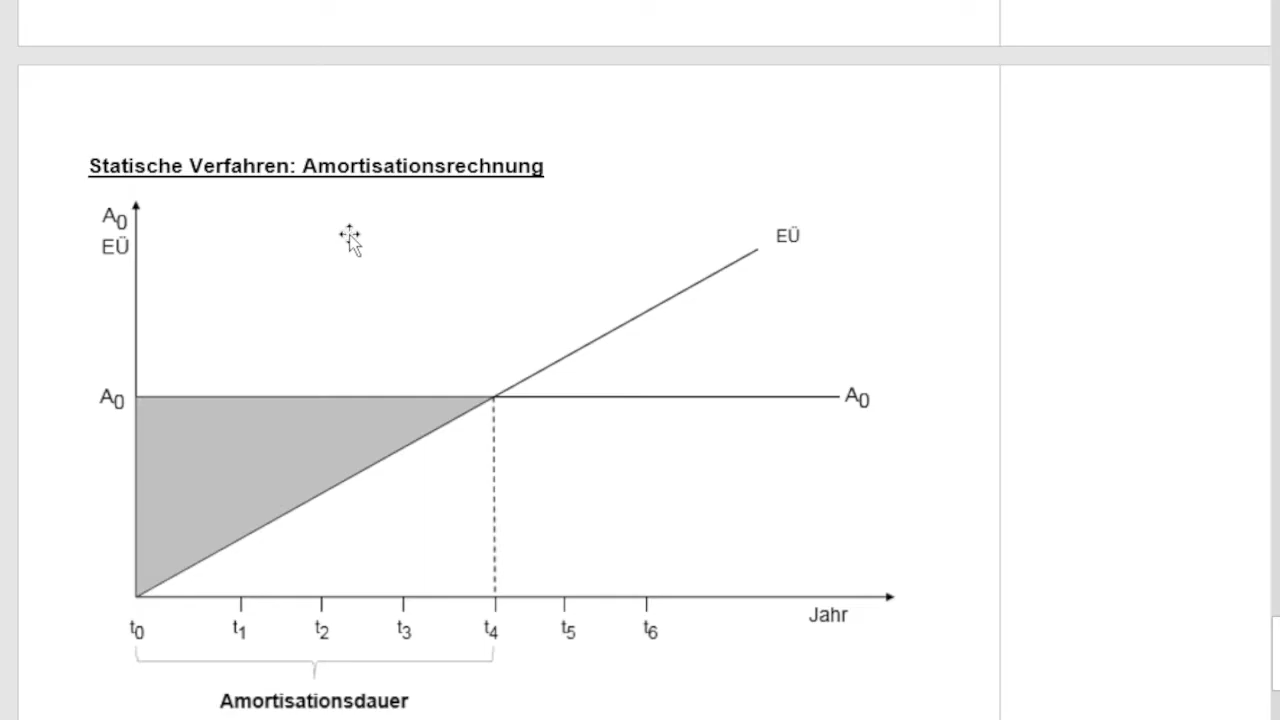 Statische Verfahren: Amortisationsrechnung
A0
EÜ
EÜ
A0
A0
Jahr
t0 t1 t2 t3 t4 t5 t6
Amortisationsdauer